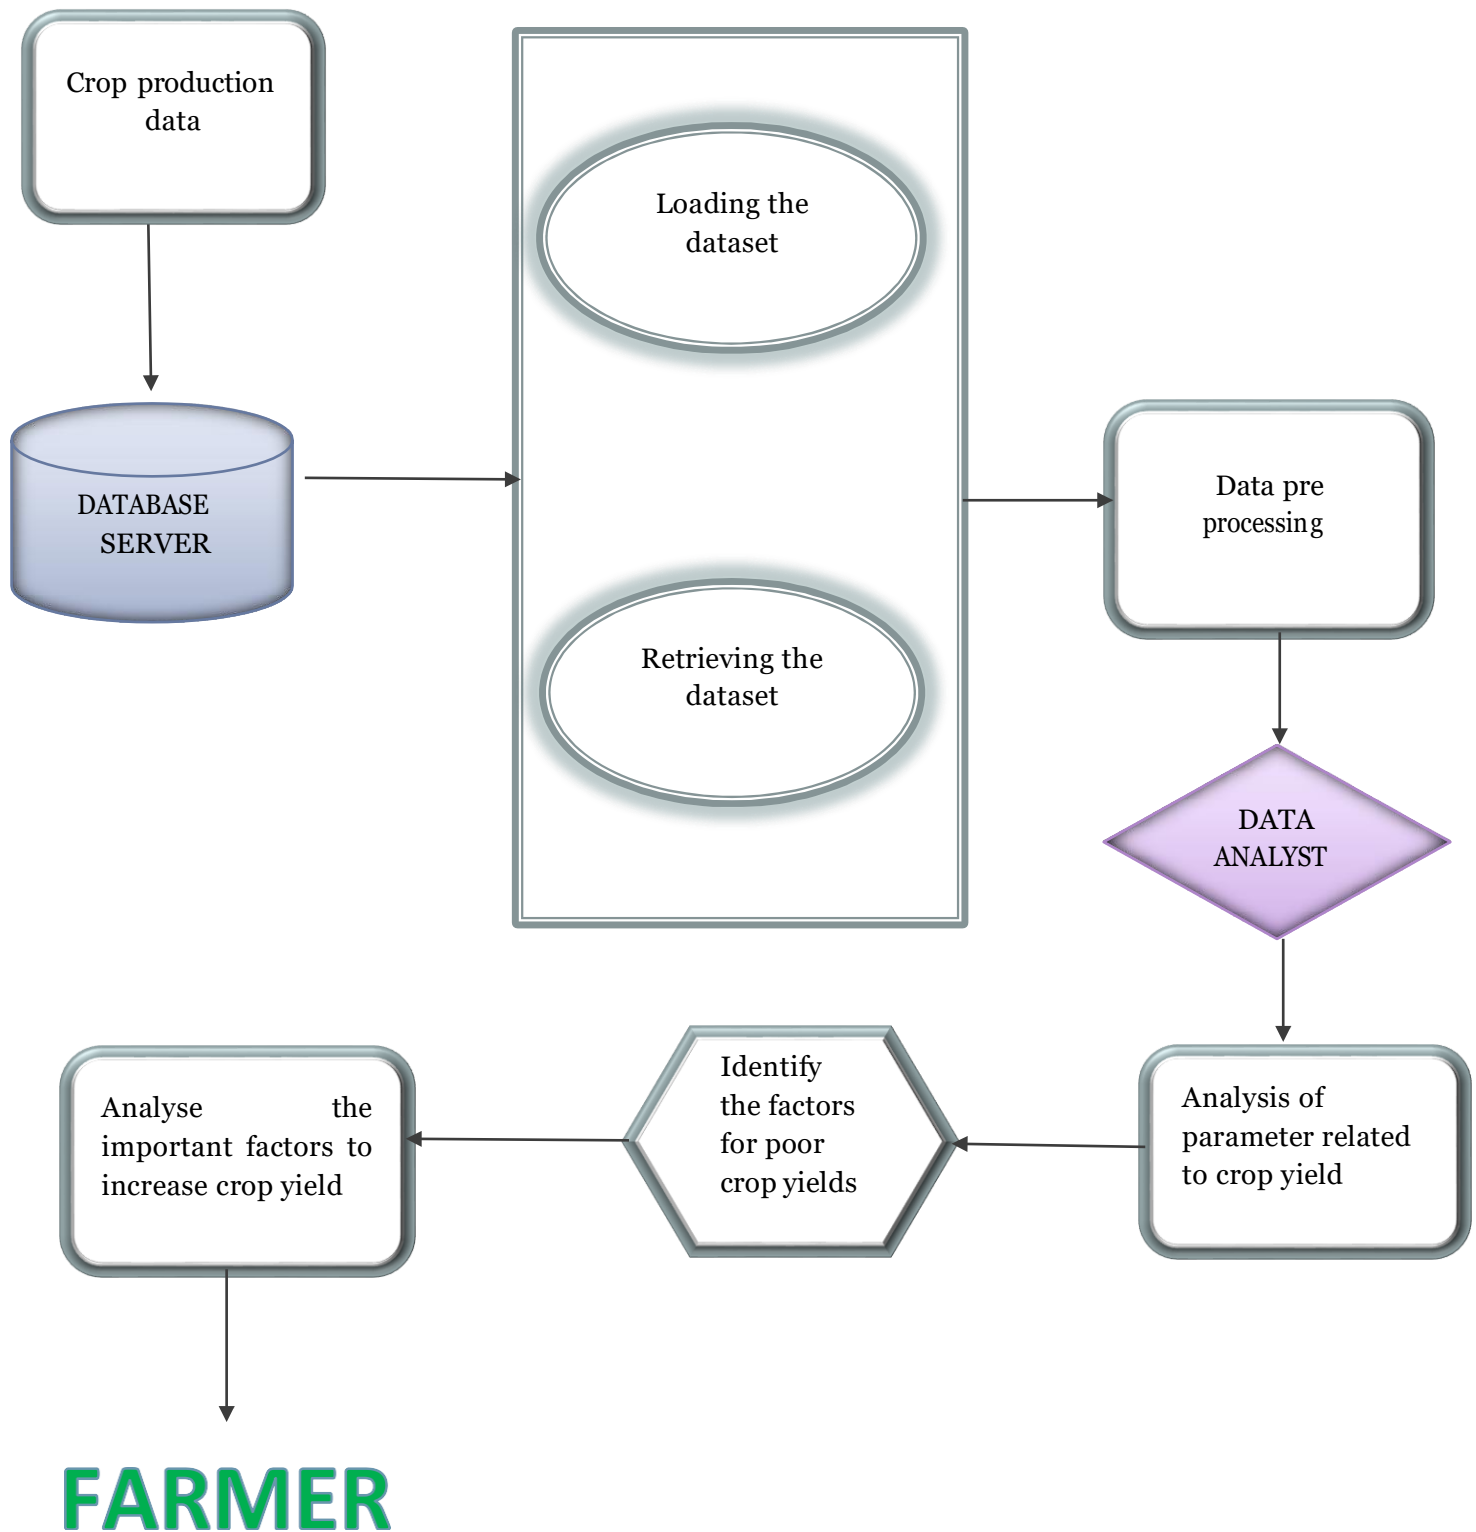 Crop production
data
Loading the
dataset
DATABASE
SERVER
Retrieving the
dataset
Data pre
processing
DATA
ANALYST
Analysis of
parameter related
to crop yield
Identify
the factors
for poor
crop yields
Analyse the
important factors to
increase crop yield
FARMER